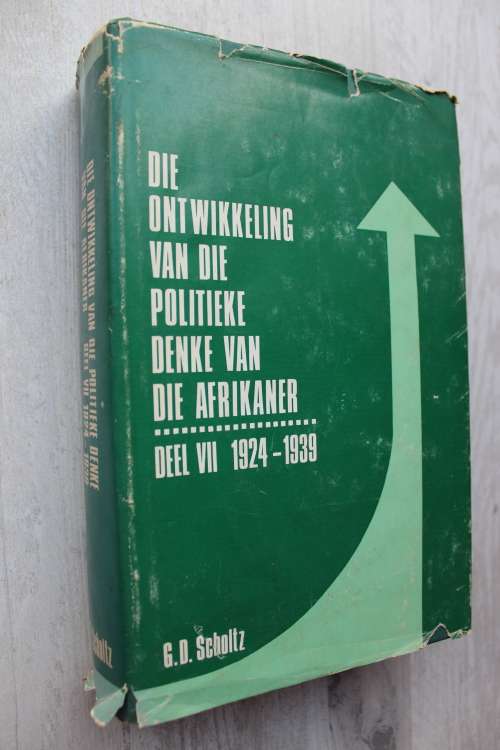 DIE
ONTWIKKELING
VAN DIE
POLITIEKE
DENKE VAN
DIE AFRIKANER
DEEL VII 1924-1939
G.D. Scholtz
DIE ONTWIKKELING VAN DIE POLITIEKE DENKE
VAN DIE AFRIKANER DEEL VII 1924 - 1939
Scholtz